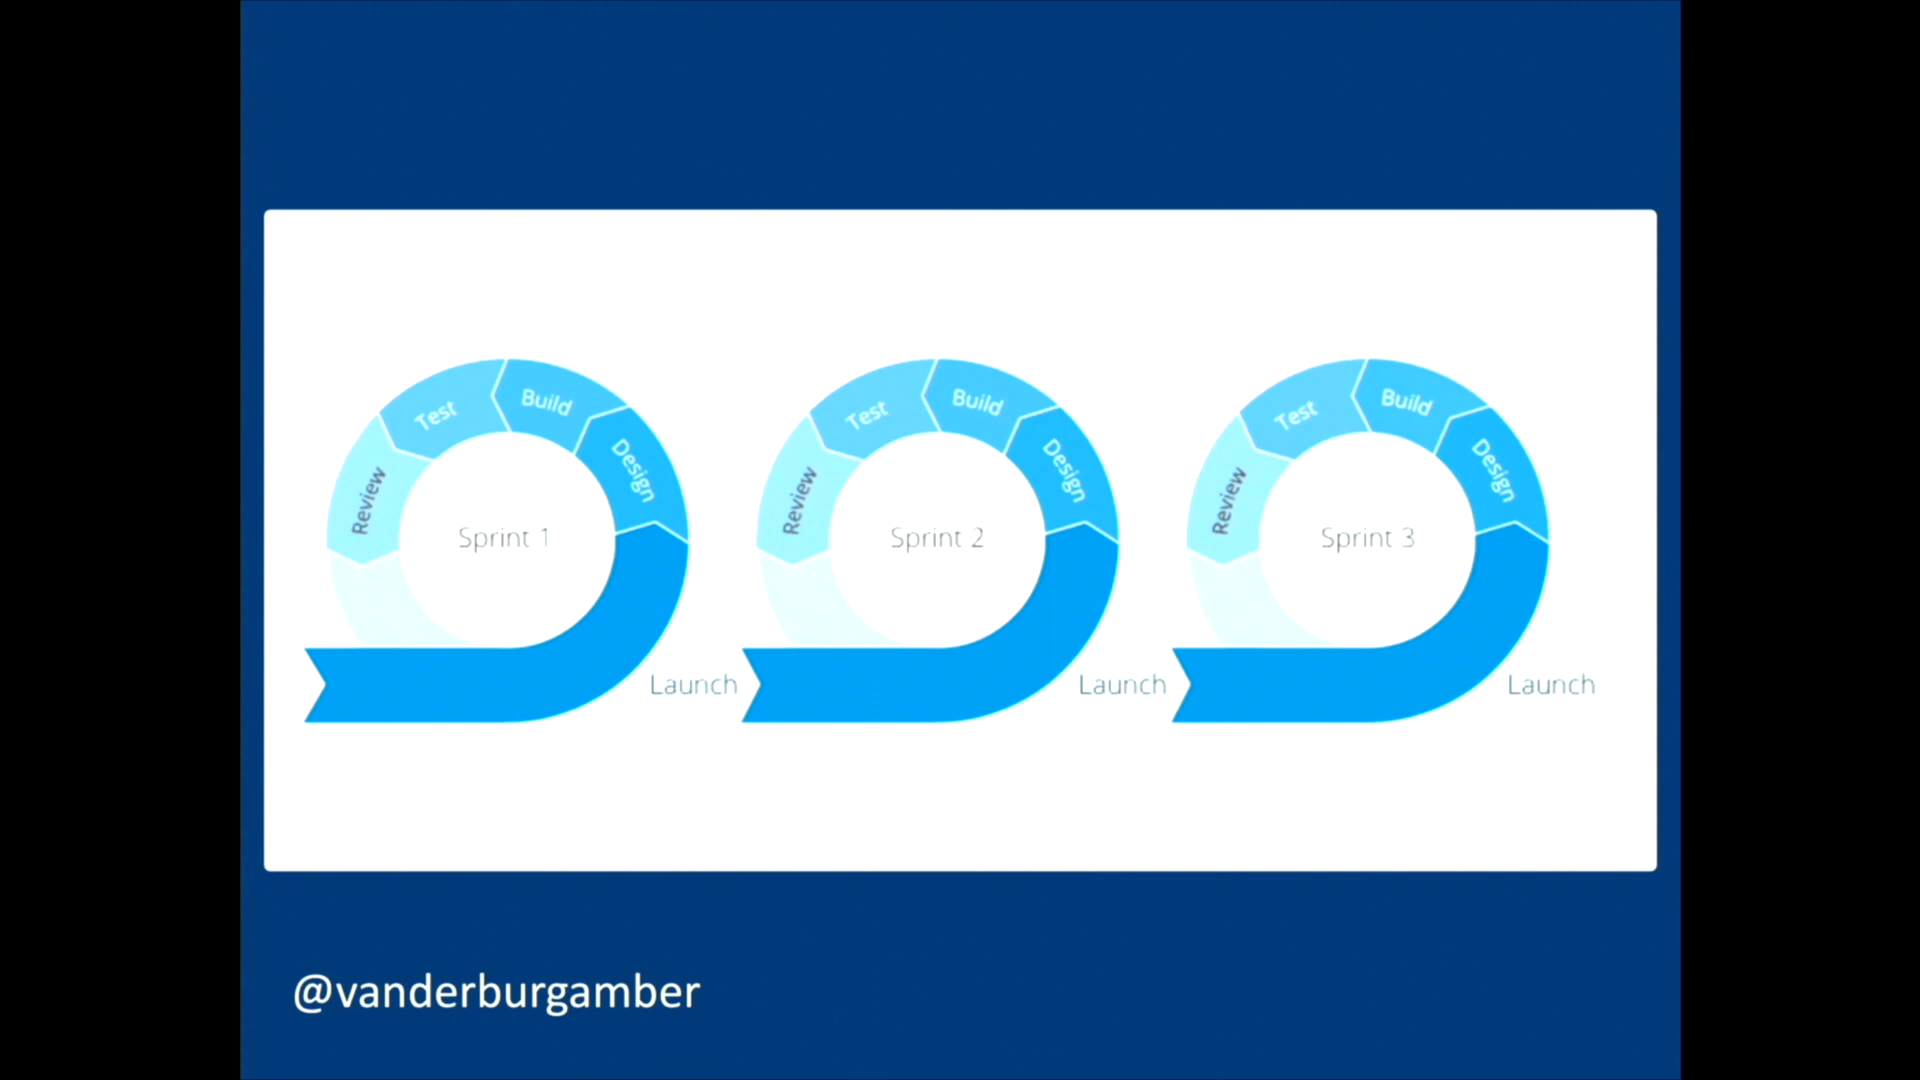 Test
Build
Design
Review
Sprint 1
Launch
Test
Build
Design
Review
Sprint 2
Launch
Test
Build
Design
Review
Sprint 3
Launch
@vanderburgamber